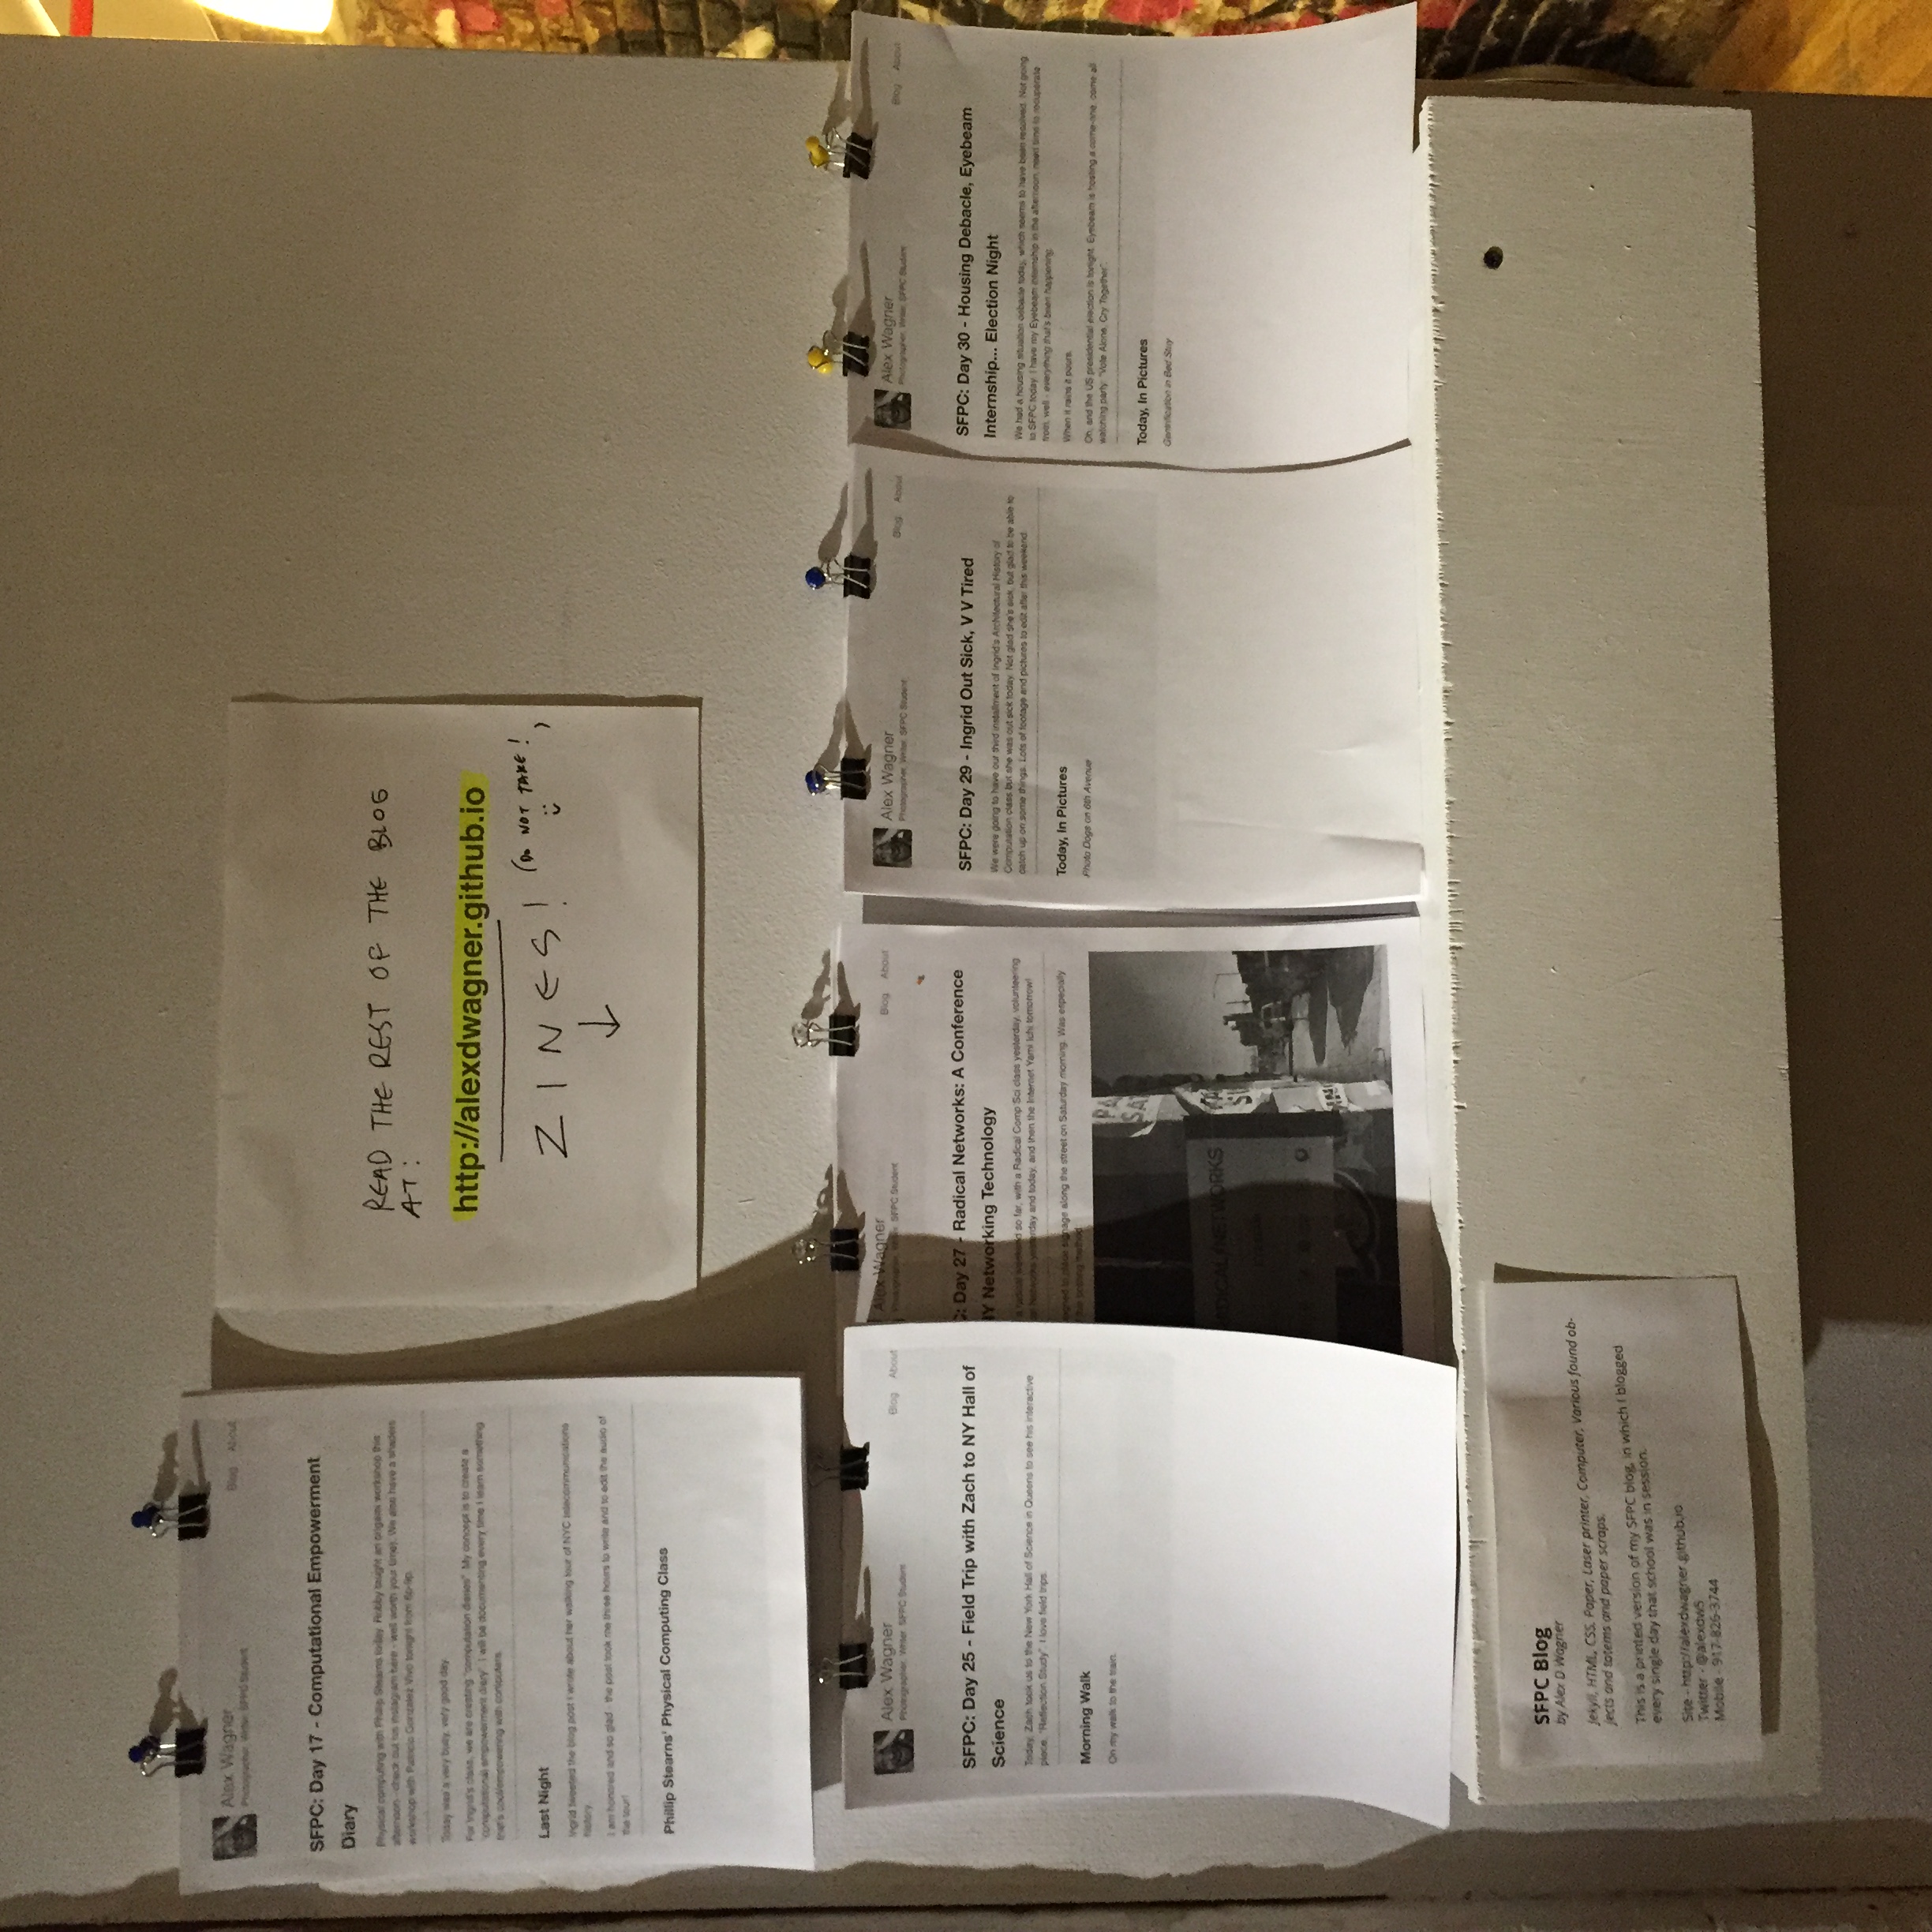 Alex Wagner
Photographer, Writer, SFPC Student
Blog About
SFPC: Day 17 - Computational Empowerment
Diary
Physical computing with Phillip Stearns today. Robby taught an origami workshop this
afternoon - check out his instagram here - well worth your time). We also have a shaders
workshop with Patricio Gonzalez Vivo tonight from 6p-9p.
Today was a very busy, very good day.
For Ingrid's class, we are creating "computation diaries". My concept is to create a
"computational empowerment diary". I will be documenting every time I learn something
that's cool/empowering with computers.
Last Night
Ingrid tweeted the blog post I wrote about her walking tour of NYC telecommunications
history.
I am honored and so glad - the post took me three hours to write and to edit the audio of
the tour!
Phillip Stearns' Physical Computing Class
READ THE REST OF THE BLOG
AT:
http://alexdwagner.github.io
ZINES! (DO NOT TAKE! :)
Alex Wagner
Photographer, Writer, SFPC Student
Blog About
SFPC: Day 25 - Field Trip with Zach to NY Hall of
Science
Today, Zach took us to the New York Hall of Science in Queens to see his interactive
piece, "Reflection Study". I love field trips.
Morning Walk
On my walk to the train.
Alex Wagner
Photographer, Writer, SFPC Student
Blog About
: Day 27 - Radical Networks: A Conference
Networking Technology
a radical weekend so far, with a Radical Comp Sci class yesterday, volunteering
Networks yesterday and today, and then the Internet Yami Ichi tomorrow!
signage along the street on Saturday morning. Was especially
posting method
PA
SA
RADICAL NETWORKS
Alex Wagner
Photographer, Writer, SFPC Student
Blog About
SFPC: Day 29 - Ingrid Out Sick, V V Tired
We were going to have our third installment of Ingrid's Architectural History of
Computation class but she was out sick today. Not glad she's sick, but glad to be able to
catch up on some things. Lots of footage and pictures to edit after this weekend.
Today, In Pictures
Photo Dogs on 6th Avenue
Alex Wagner
Photographer, Writer, SFPC Student
Blog About
SFPC: Day 30 - Housing Debacle, Eyebeam
Internship... Election Night
We had a housing situation debacle today, which seems to have been resolved. Not going
to SFPC today. I have my Eyebeam internship in the afternoon, need time to recuperate
from, well - everything that's been happening.
When it rains it pours.
Oh, and the US presidential election is tonight. Eyebeam is hosting a come-one, come all
watching party: "Vote Alone, Cry Together".
Today, In Pictures
Gentrification in Bed Stuy
SFPC Blog
by Alex D Wagner
Jekyll, HTML, CSS, Paper, Laser printer, Computer, Various found ob-
jects and totems and paper scraps.
This is a printed version of my SFPC blog, in which I blogged
every single day that school was in session.
Site - http://alexdwagner.github.io
Twitter - @alexdw5
Mobile - 917-826-3744